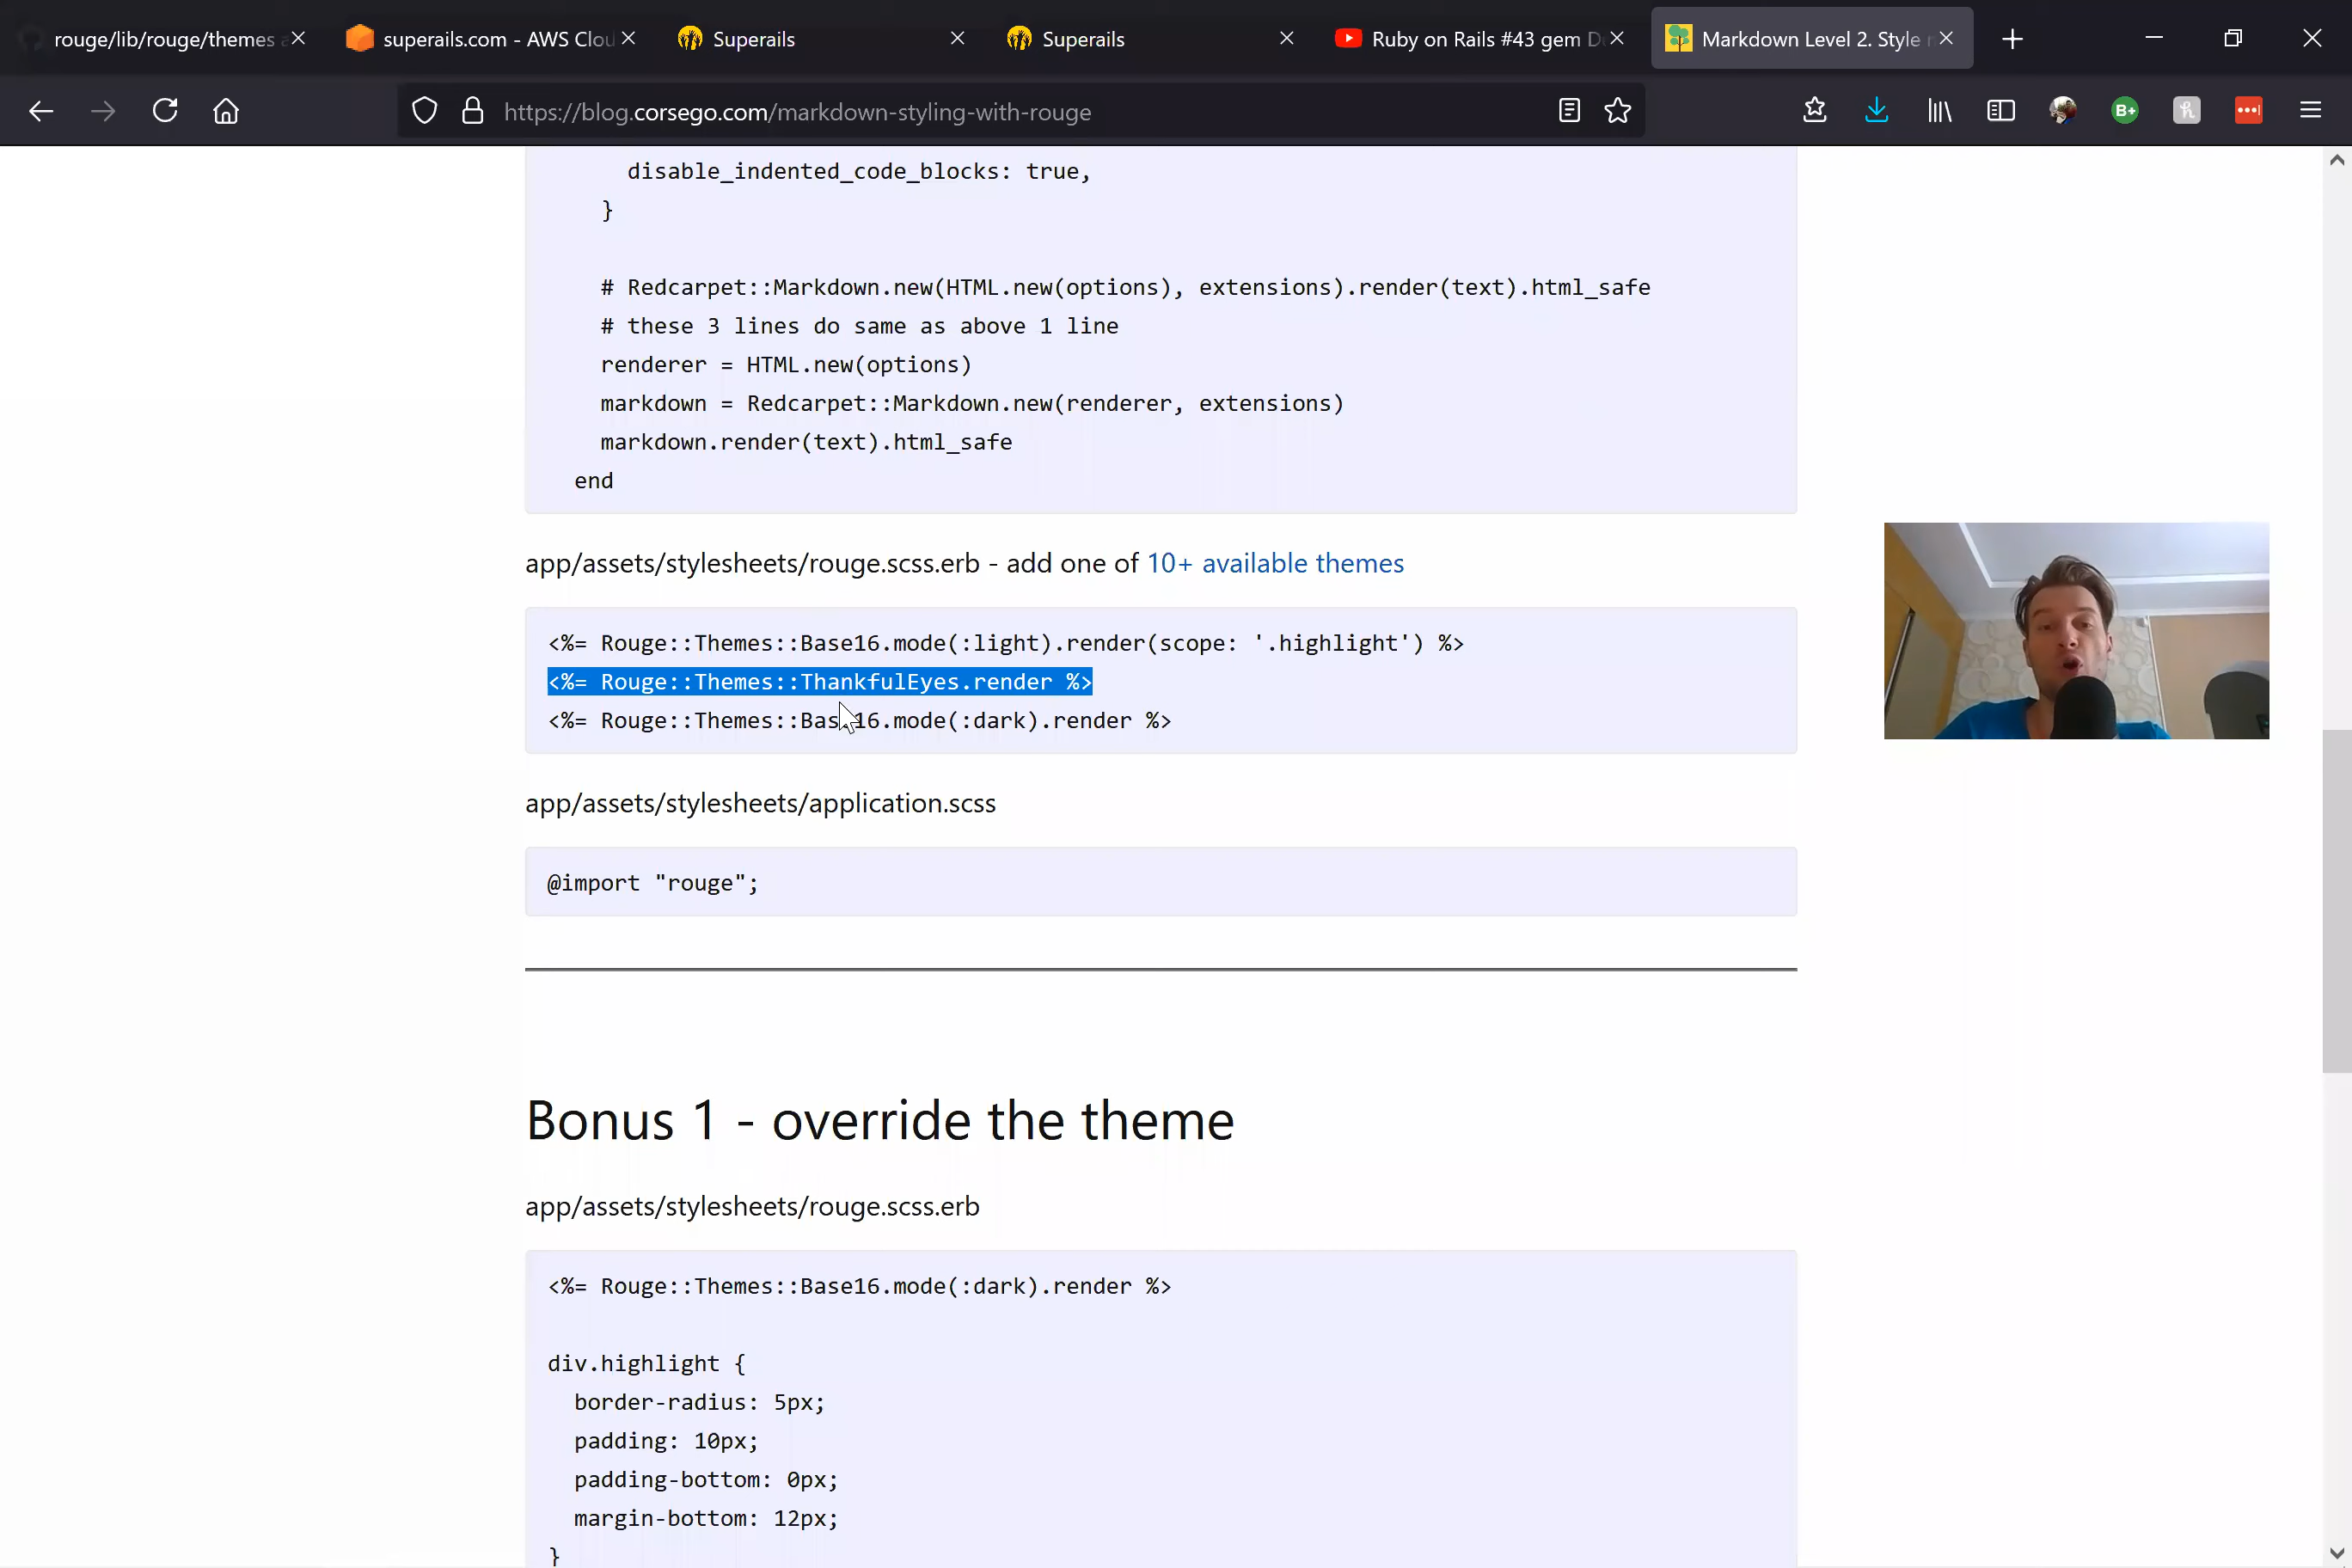 rouge/lib/rouge/themes
superails.com - AWS Clou
Superails
Superails
Ruby on Rails #43 gem D
Markdown Level 2. Style
https://blog.corsego.com/markdown-styling-with-rouge
B+
disable_indented_code_blocks: true,
}
# Redcarpet::Markdown.new(HTML.new(options), extensions).render(text).html_safe
# these 3 lines do same as above 1 line
renderer = HTML.new(options)
markdown = Redcarpet::Markdown.new(renderer, extensions)
markdown.render(text).html_safe
end
app/assets/stylesheets/rouge.scss.erb - add one of 10+ available themes
<%= Rouge::Themes::Base16.mode(:light).render(scope: '.highlight') %>
<%= Rouge::Themes::ThankfulEyes.render %>
<%= Rouge::Themes::Base16.mode(:dark).render %>
app/assets/stylesheets/application.scss
@import "rouge";
Bonus 1 - override the theme
app/assets/stylesheets/rouge.scss.erb
<%= Rouge::Themes::Base16.mode(:dark).render %>
div.highlight {
border-radius: 5px;
padding: 10px;
padding-bottom: 0px;
margin-bottom: 12px;
}